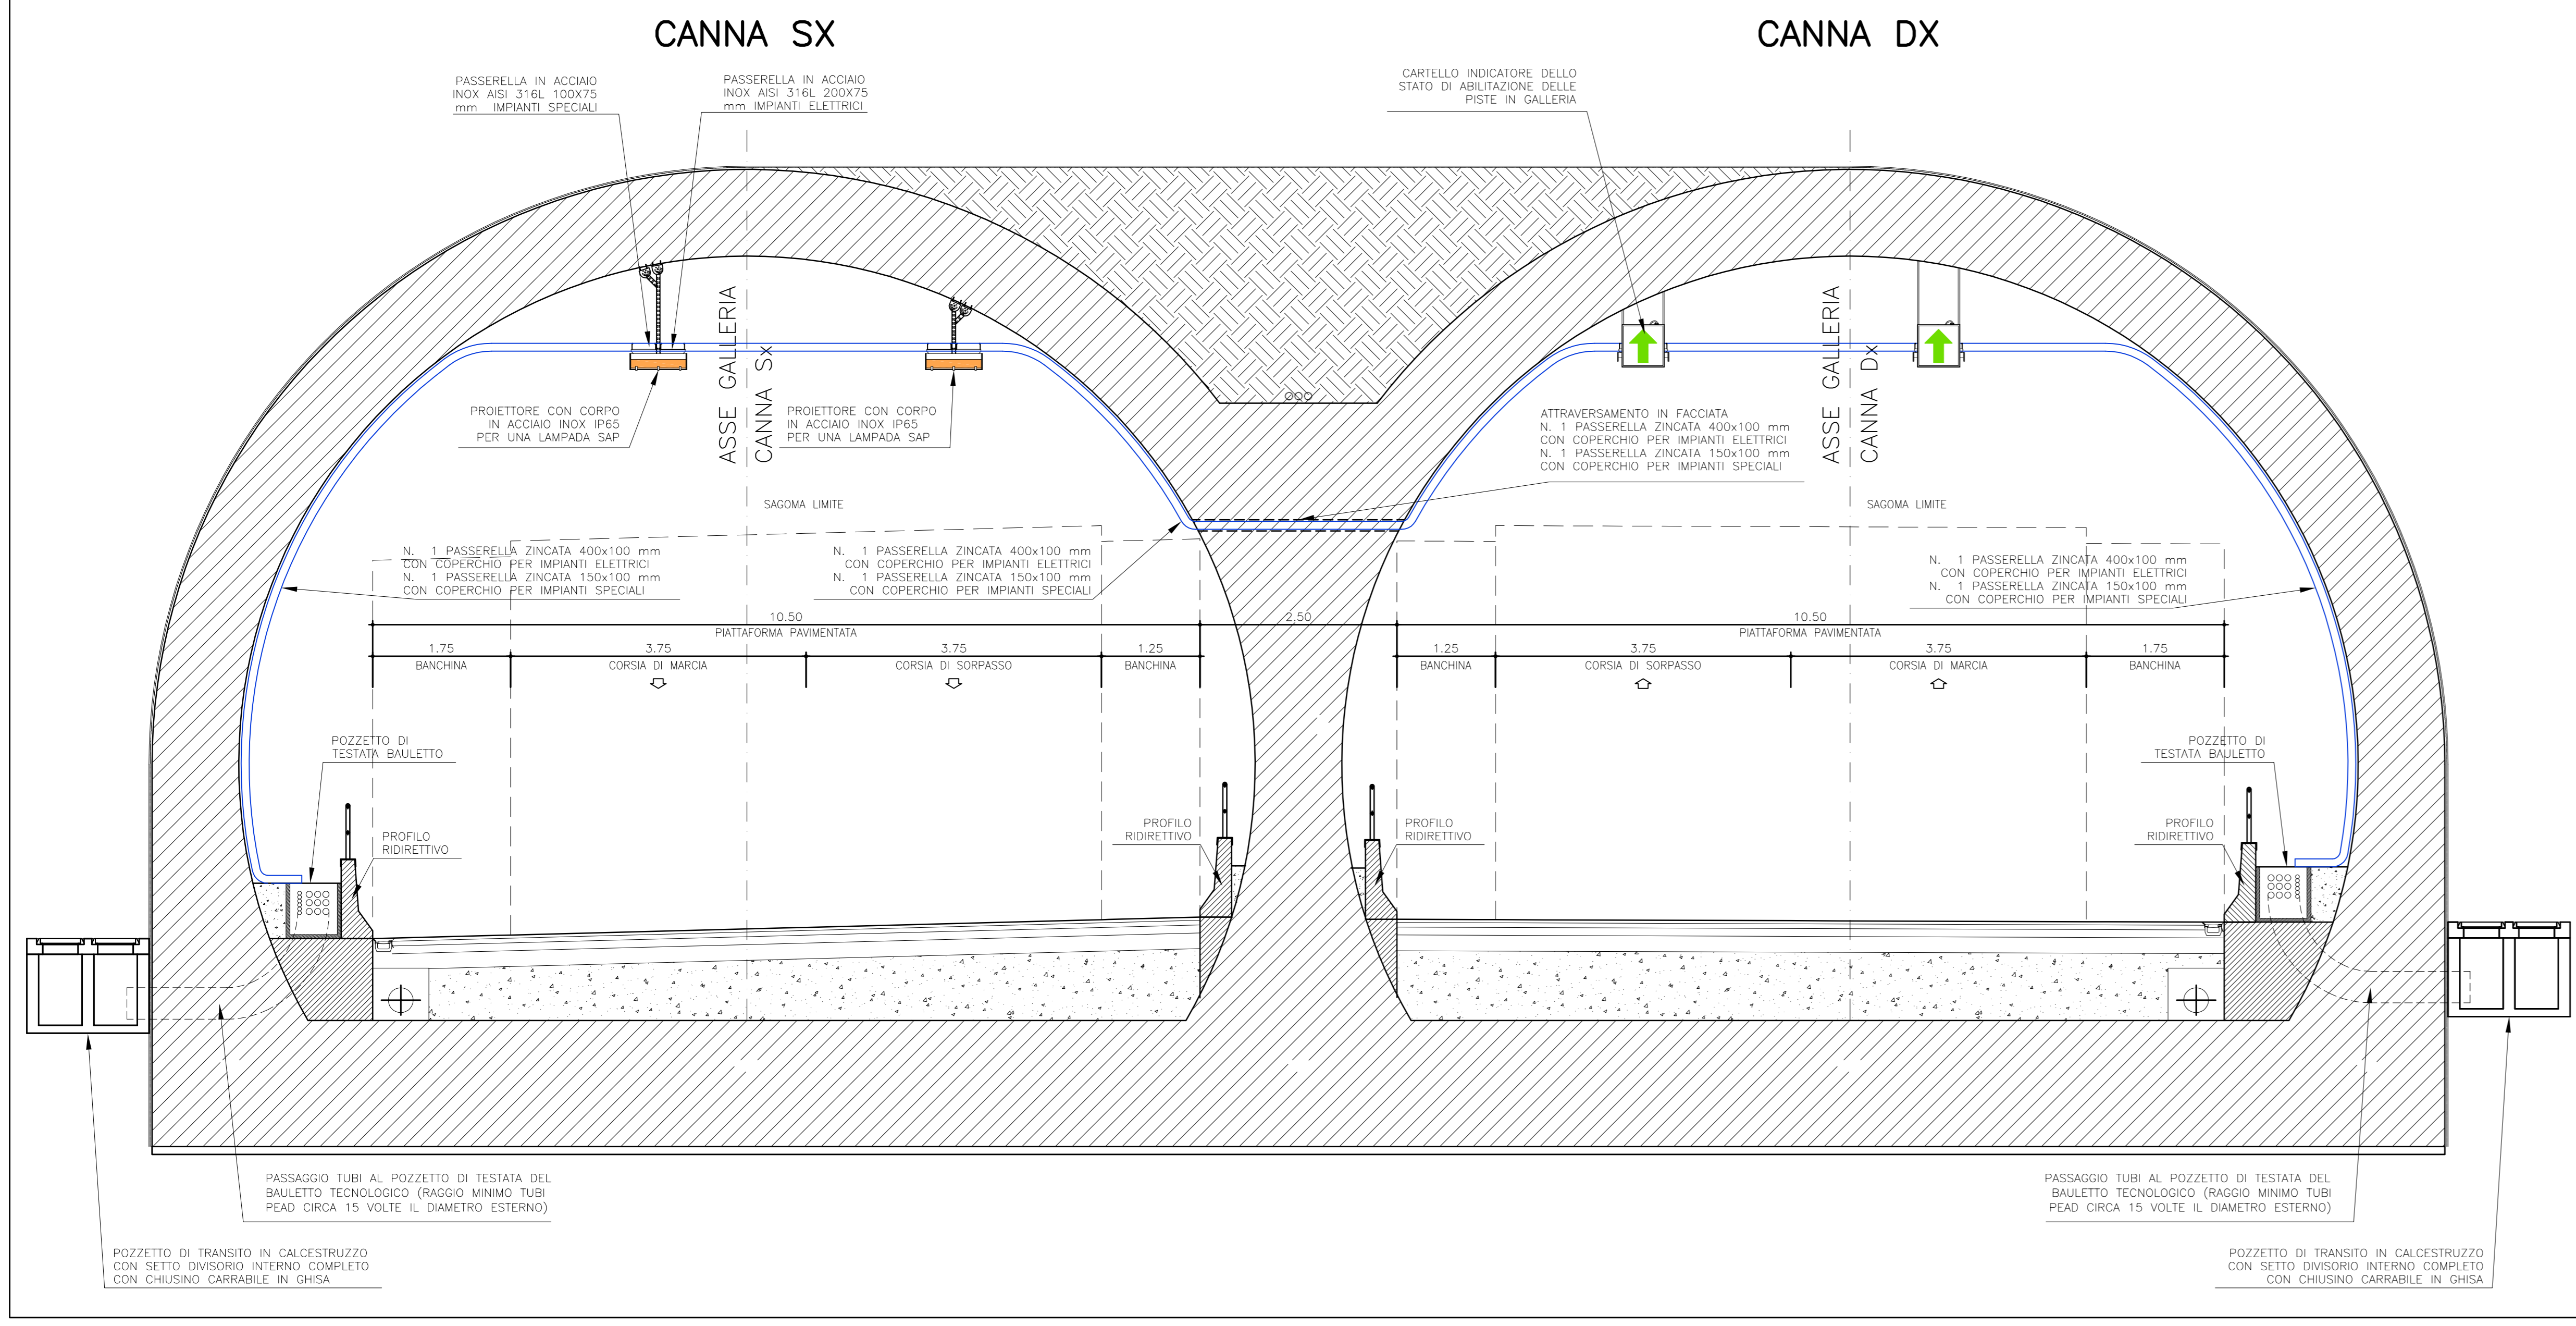 CANNA SX
CANNA DX
PASSERELLA IN ACCIAIO
INOX AISI 316L 100X75
mm IMPIANTI SPECIALI
PASSERELLA IN ACCIAIO
INOX AISI 316L 200X75
mm IMPIANTI ELETTRICI
CARTELLO INDICATORE DELLO
STATO DI ABILITAZIONE DELLE
PISTE IN GALLERIA
ASSE GALLERIA
CANNA Sx
ASSE GALLERIA
CANNA Dx
PROIETTORE CON CORPO
IN ACCIAIO INOX IP65
PER UNA LAMPADA SAP
PROIETTORE CON CORPO
IN ACCIAIO INOX IP65
PER UNA LAMPADA SAP
ATTRAVERSAMENTO IN FACCIATA
N. 1 PASSERELLA ZINCATA 400x100 mm
CON COPERCHIO PER IMPIANTI ELETTRICI
N. 1 PASSERELLA ZINCATA 150x100 mm
CON COPERCHIO PER IMPIANTI SPECIALI
SAGOMA LIMITE
SAGOMA LIMITE
N. 1 PASSERELLA ZINCATA 400x100 mm
CON COPERCHIO PER IMPIANTI ELETTRICI
N. 1 PASSERELLA ZINCATA 150x100 mm
CON COPERCHIO PER IMPIANTI SPECIALI
N. 1 PASSERELLA ZINCATA 400x100 mm
CON COPERCHIO PER IMPIANTI ELETTRICI
N. 1 PASSERELLA ZINCATA 150x100 mm
CON COPERCHIO PER IMPIANTI SPECIALI
N. 1 PASSERELLA ZINCATA 400x100 mm
CON COPERCHIO PER IMPIANTI ELETTRICI
N. 1 PASSERELLA ZINCATA 150x100 mm
CON COPERCHIO PER IMPIANTI SPECIALI
10.50
2.50
10.50
PIATTAFORMA PAVIMENTATA
PIATTAFORMA PAVIMENTATA
1.75
3.75
3.75
1.25
1.25
3.75
3.75
1.75
BANCHINA
CORSIA DI MARCIA
CORSIA DI SORPASSO
BANCHINA
BANCHINA
CORSIA DI SORPASSO
CORSIA DI MARCIA
BANCHINA
POZZETTO DI
TESTATA BAULETTO
POZZETTO DI
TESTATA BAULETTO
PROFILO
RIDIRETTIVO
PROFILO
RIDIRETTIVO
PROFILO
RIDIRETTIVO
PROFILO
RIDIRETTIVO
PASSAGGIO TUBI AL POZZETTO DI TESTATA DEL
BAULETTO TECNOLOGICO (RAGGIO MINIMO TUBI
PEAD CIRCA 15 VOLTE IL DIAMETRO ESTERNO)
PASSAGGIO TUBI AL POZZETTO DI TESTATA DEL
BAULETTO TECNOLOGICO (RAGGIO MINIMO TUBI
PEAD CIRCA 15 VOLTE IL DIAMETRO ESTERNO)
POZZETTO DI TRANSITO IN CALCESTRUZZO
CON SETTO DIVISORIO INTERNO COMPLETO
CON CHIUSINO CARRABILE IN GHISA
POZZETTO DI TRANSITO IN CALCESTRUZZO
CON SETTO DIVISORIO INTERNO COMPLETO
CON CHIUSINO CARRABILE IN GHISA